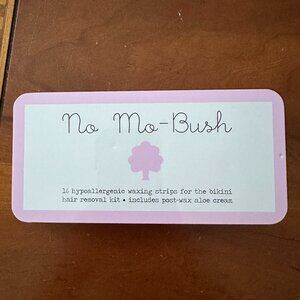 No Mo-Bush
16 hypoallergenic waxing strips for the bikini
hair removal kit • includes post-wax aloe cream